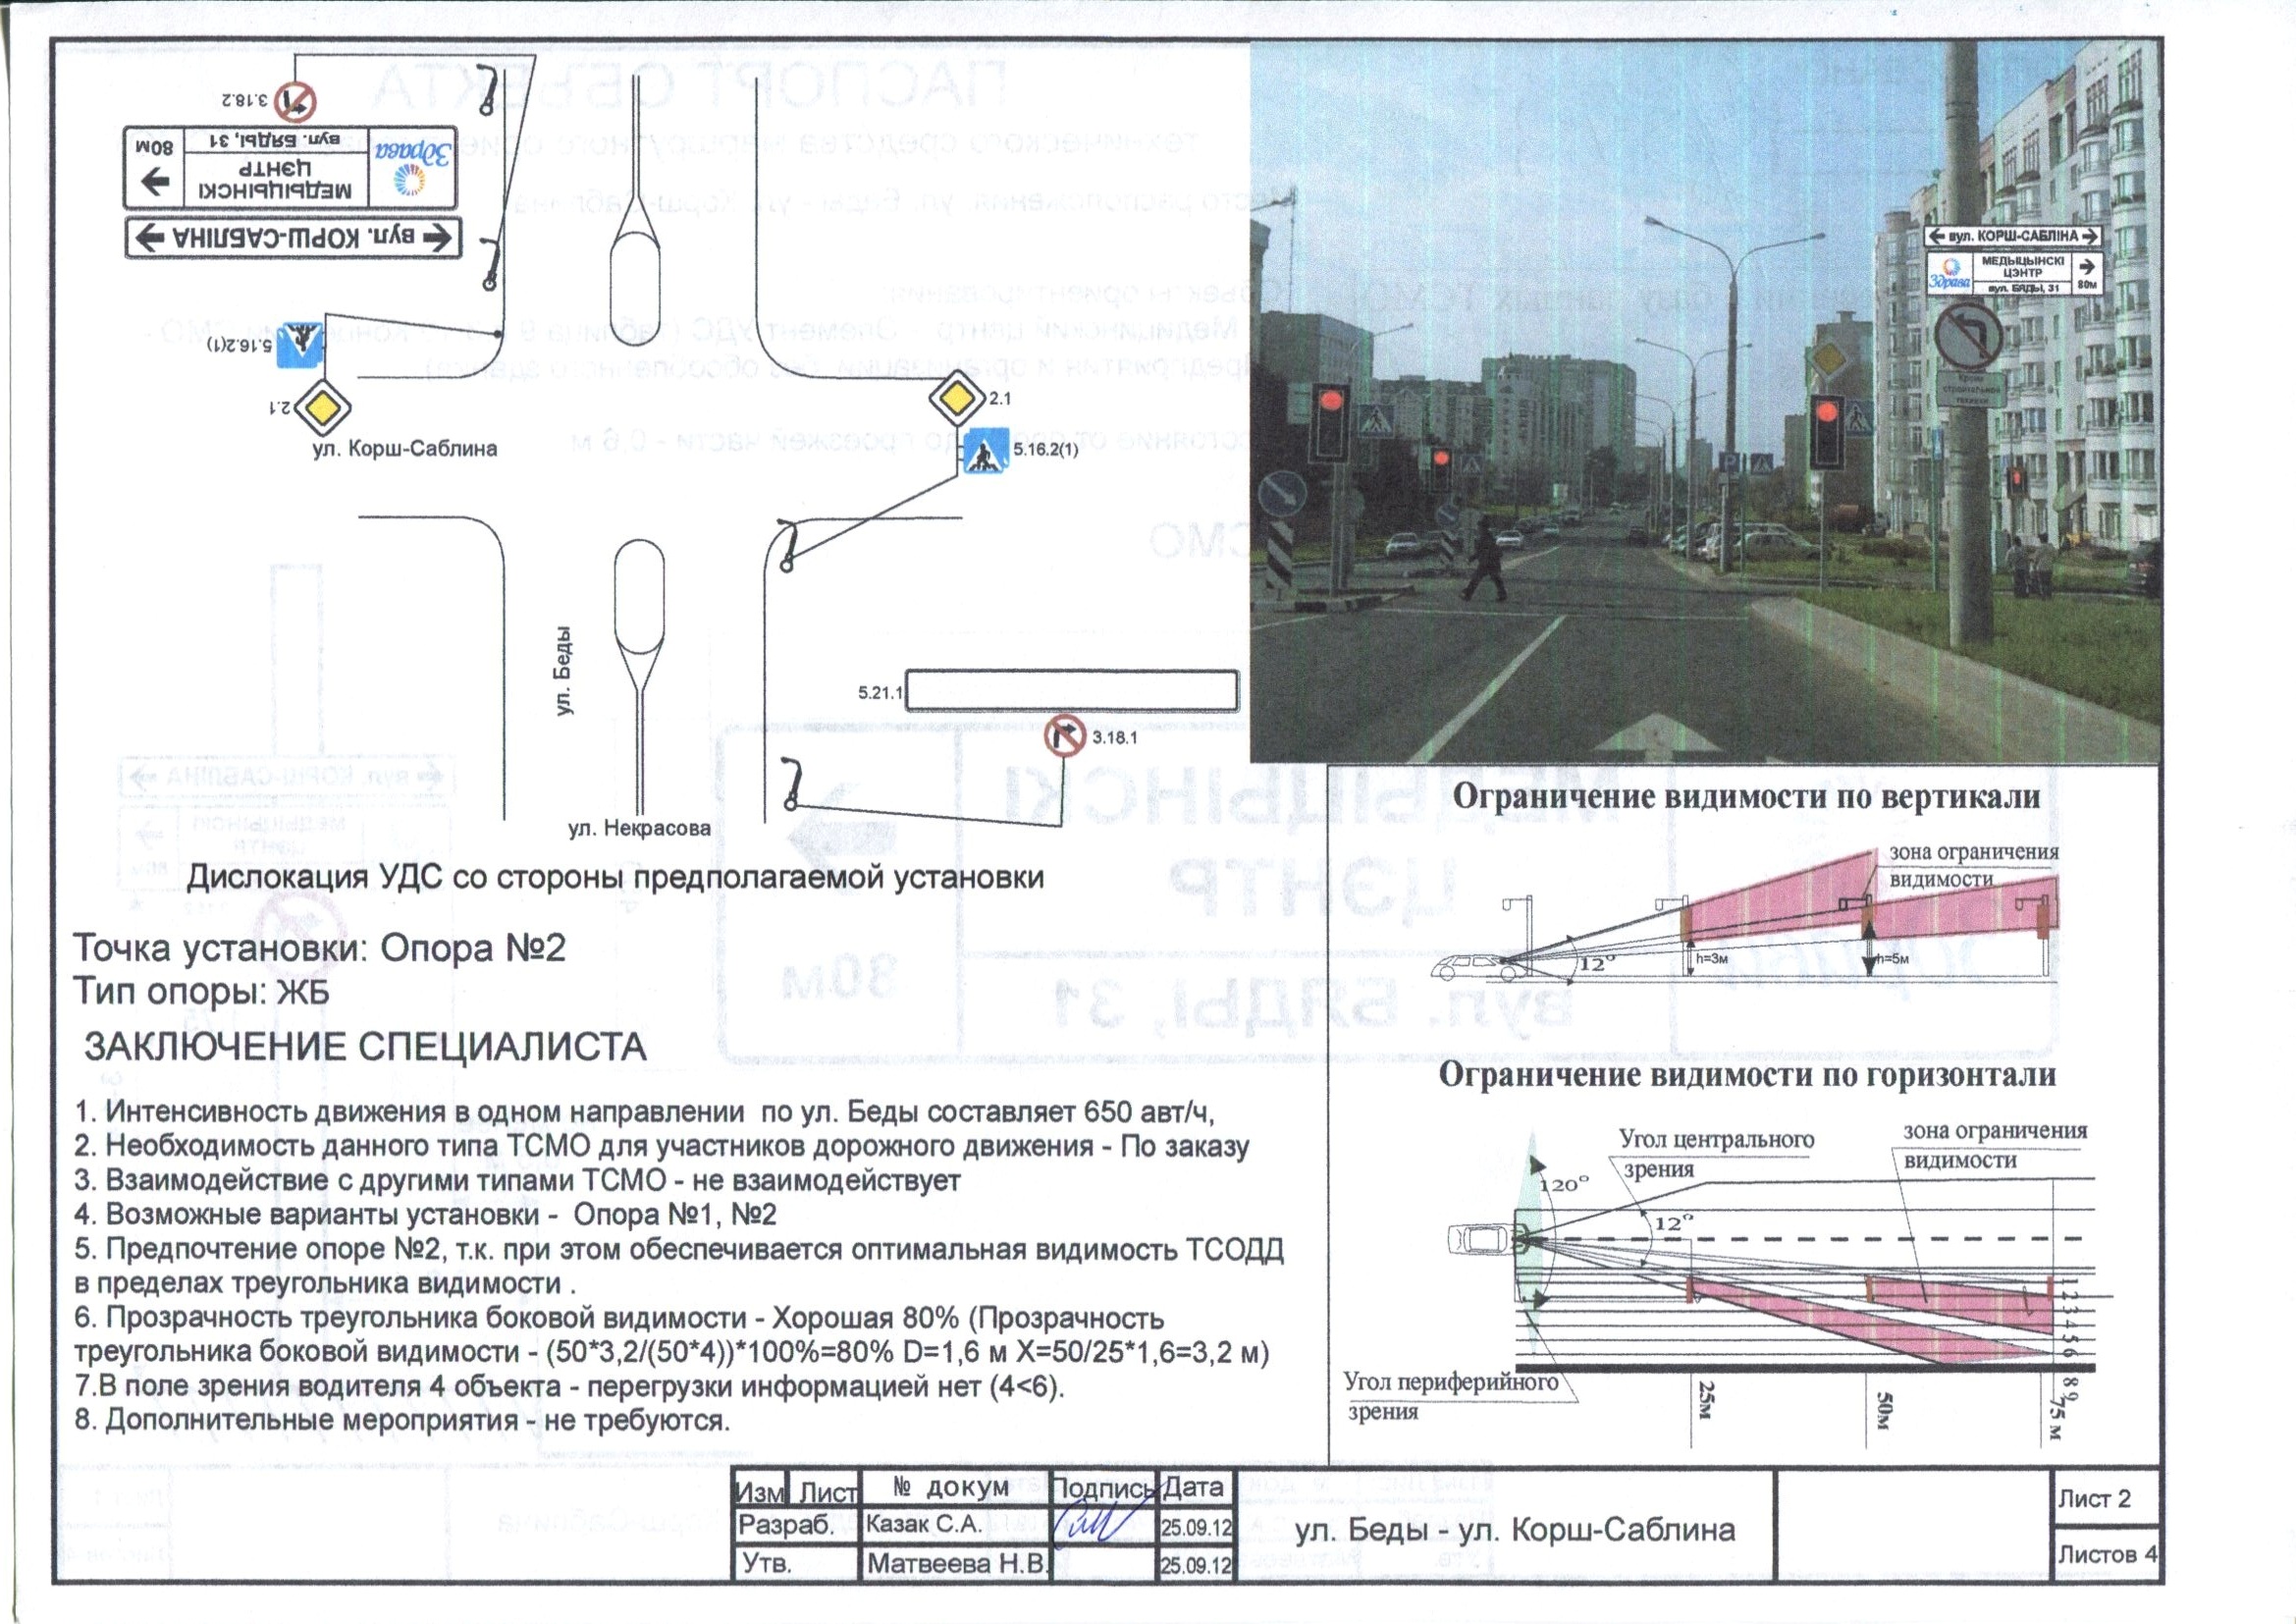 3.18.2
80м
вул. БЯДЫ, 31
МЕДЫЦЫНСКІ
ЦЭНТР
Здрава
вул. КОРШ-САБЛІНА
5.16.2(1)
2.1
ул. Корш-Саблина
2.1
5.16.2(1)
ул. Беды
5.21.1
3.18.1
ул. Некрасова
Дислокация УДС со стороны предполагаемой установки
вул. КОРШ-САБЛІНА
Здрава
МЕДЫЦЫНСКІ
ЦЭНТР
вул. БЯДЫ, 31
80м
Кроме
строительной
техники
Точка установки: Опора №2
Тип опоры: ЖБ
ЗАКЛЮЧЕНИЕ СПЕЦИАЛИСТА
1. Интенсивность движения в одном направлении по ул. Беды составляет 650 авт/ч,
2. Необходимость данного типа ТСМО для участников дорожного движения - По заказу
3. Взаимодействие с другими типами ТСМО - не взаимодействует
4. Возможные варианты установки - Опора №1, №2
5. Предпочтение опоре №2, т.к. при этом обеспечивается оптимальная видимость ТСОДД
в пределах треугольника видимости .
6. Прозрачность треугольника боковой видимости - Хорошая 80% (Прозрачность
треугольника боковой видимости - (50*3,2/(50*4))*100%=80% D=1,6 м X=50/25*1,6=3,2 м)
7.В поле зрения водителя 4 объекта - перегрузки информацией нет (4<6).
8. Дополнительные мероприятия - не требуются.
Ограничение видимости по вертикали
зона ограничения
видимости
12°
h=3м
h=5м
Ограничение видимости по горизонтали
Угол центрального
зрения
зона ограничения
видимости
120°
12°
1 2 3 4 5 6
8 9
Угол периферийного
зрения
25м
50м
75 м
Изм Лист № докум Подпись Дата
Разраб. Казак С.А. 25.09.12
Утв. Матвеева Н.В. 25.09.12
ул. Беды - ул. Корш-Саблина
Лист 2
Листов 4